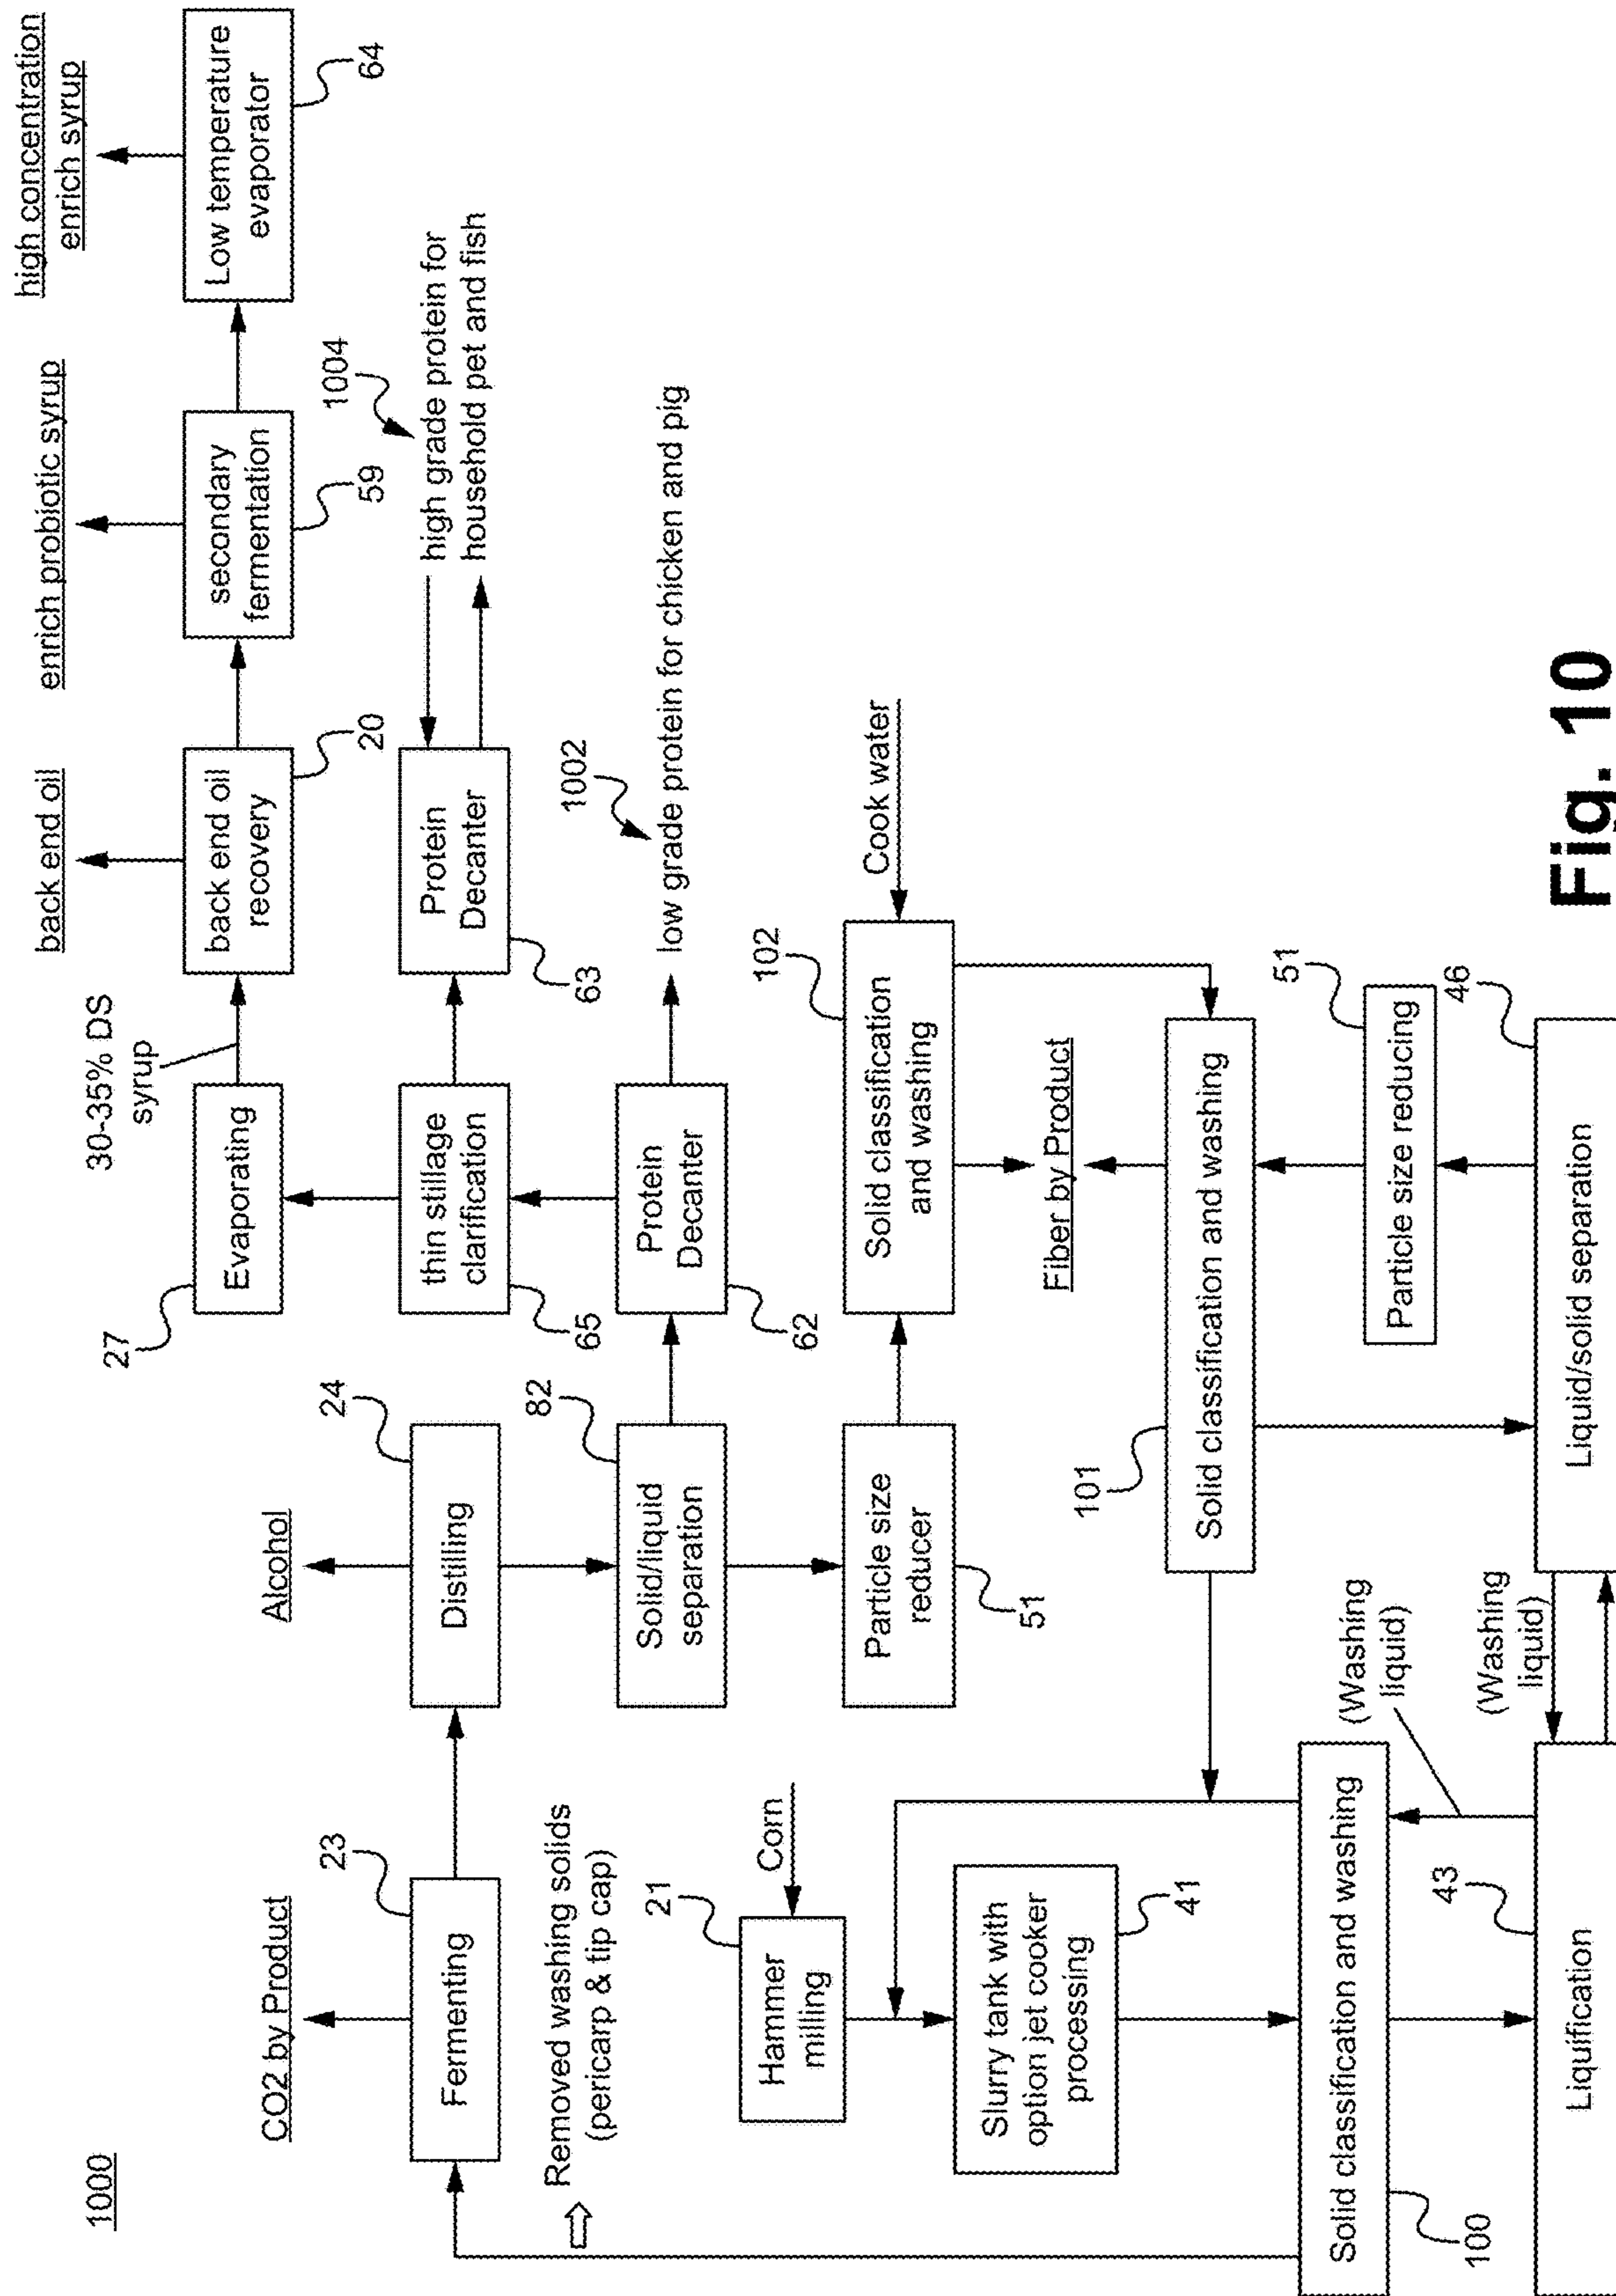 1000
CO2 by Product
Alcohol
back end oil
enrich probiotic syrup
high concentration
enrich syrup
30-35% DS
syrup
27
Evaporating
back end oil
recovery
20
secondary
fermentation
59
Low temperature
evaporator
64
23
Fermenting
24
Distilling
thin stillage
clarification
65
Protein
Decanter
63
1004
high grade protein for
household pet and fish
Removed washing solids
(pericarp & tip cap)
82
Solid/liquid
separation
Protein
Decanter
62
1002
low grade protein for chicken and pig
21
Hammer
milling
Corn
Particle size
reducer
51
102
Solid classification
and washing
Cook water
Slurry tank with
option jet cooker
processing
41
Fiber by Product
101
Solid classification and washing
Solid classification and washing
100
(Washing
liquid)
Particle size reducing
51
43
Liquification
(Washing
liquid)
Liquid/solid separation
46
Fig. 10